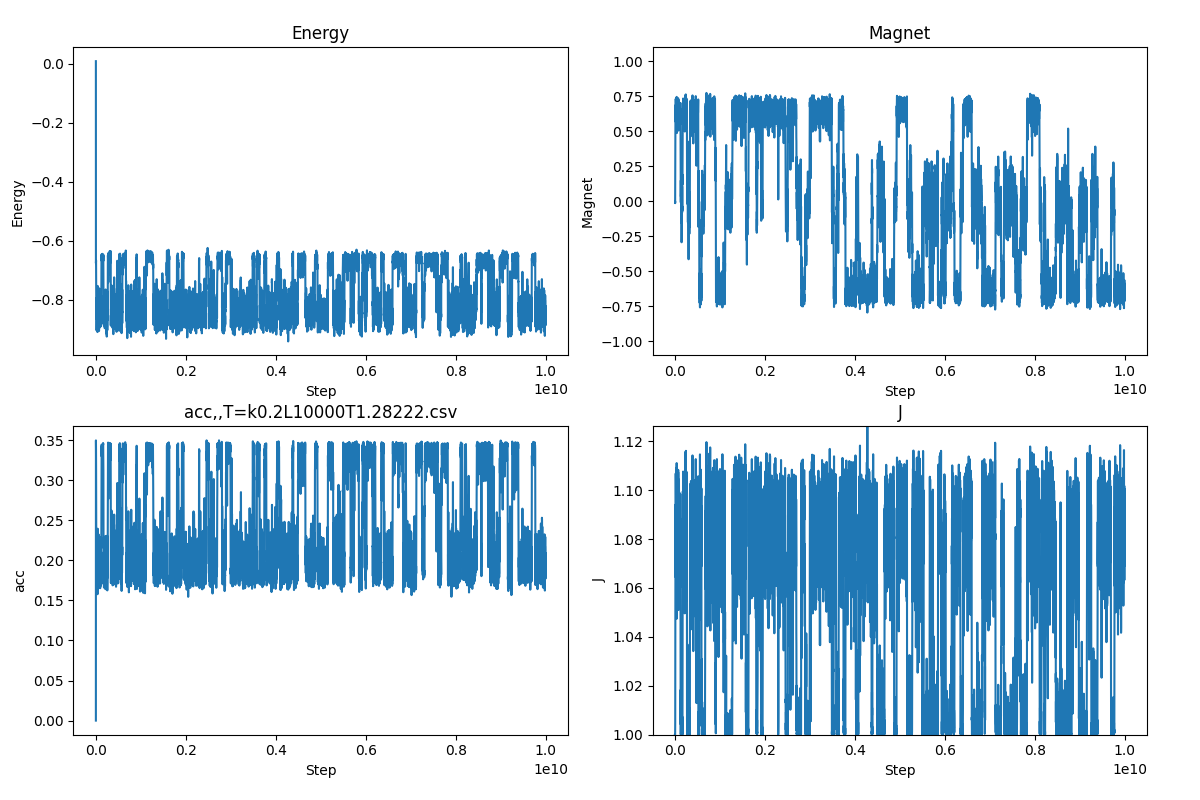 Energy
Energy
0.0
−0.2
−0.4
−0.6
−0.8
0.0 0.2 0.4 0.6 0.8 1.0
Step
1e10
Magnet
Magnet
1.00
0.75
0.50
0.25
0.00
−0.25
−0.50
−0.75
−1.00
0.0 0.2 0.4 0.6 0.8 1.0
Step
1e10
acc,,T=k0.2L10000T1.28222.csv
acc
0.35
0.30
0.25
0.20
0.15
0.10
0.05
0.00
0.0 0.2 0.4 0.6 0.8 1.0
Step
1e10
J
J
1.12
1.10
1.08
1.06
1.04
1.02
1.00
0.0 0.2 0.4 0.6 0.8 1.0
Step
1e10